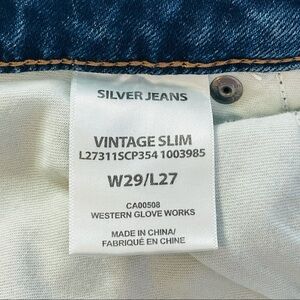 SILVER JEANS
VINTAGE SLIM
L27311SCP354 1003985
W29/L27
CA00508
WESTERN GLOVE WORKS
MADE IN CHINA/
FABRIQUÉ EN CHINE